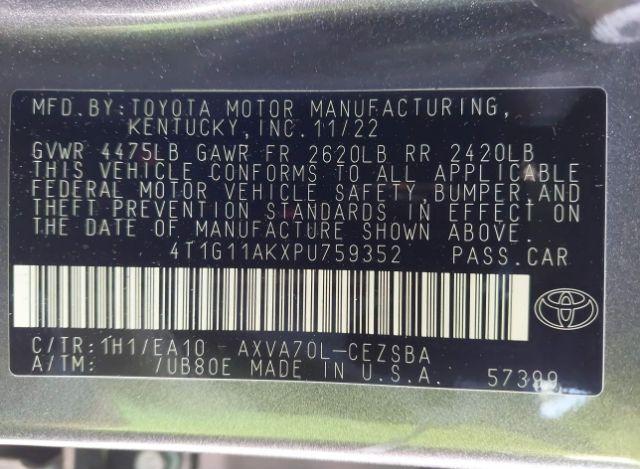 MFD.BY:TOYOTA MOTOR MANUFACTURING,
KENTUCKY,INC.11/22
GVWR 4475LB GAWR FR 2620LB RR 2420LB
THIS VEHICLE CONFORMS TO ALL APPLICABLE
FEDERAL MOTOR VEHICLE SAFETY,BUMPER,AND
THEFT PREVENTION STANDARDS IN EFFECT ON
THE DATE OF MANUFACTURE SHOWN ABOVE.
4T1G11AKXPU759352 PASS.CAR
C/TR:1H1/EA10 AXVA70L-CEZSBA
A/TM: /UB80E MADE IN U.S.A. 57399